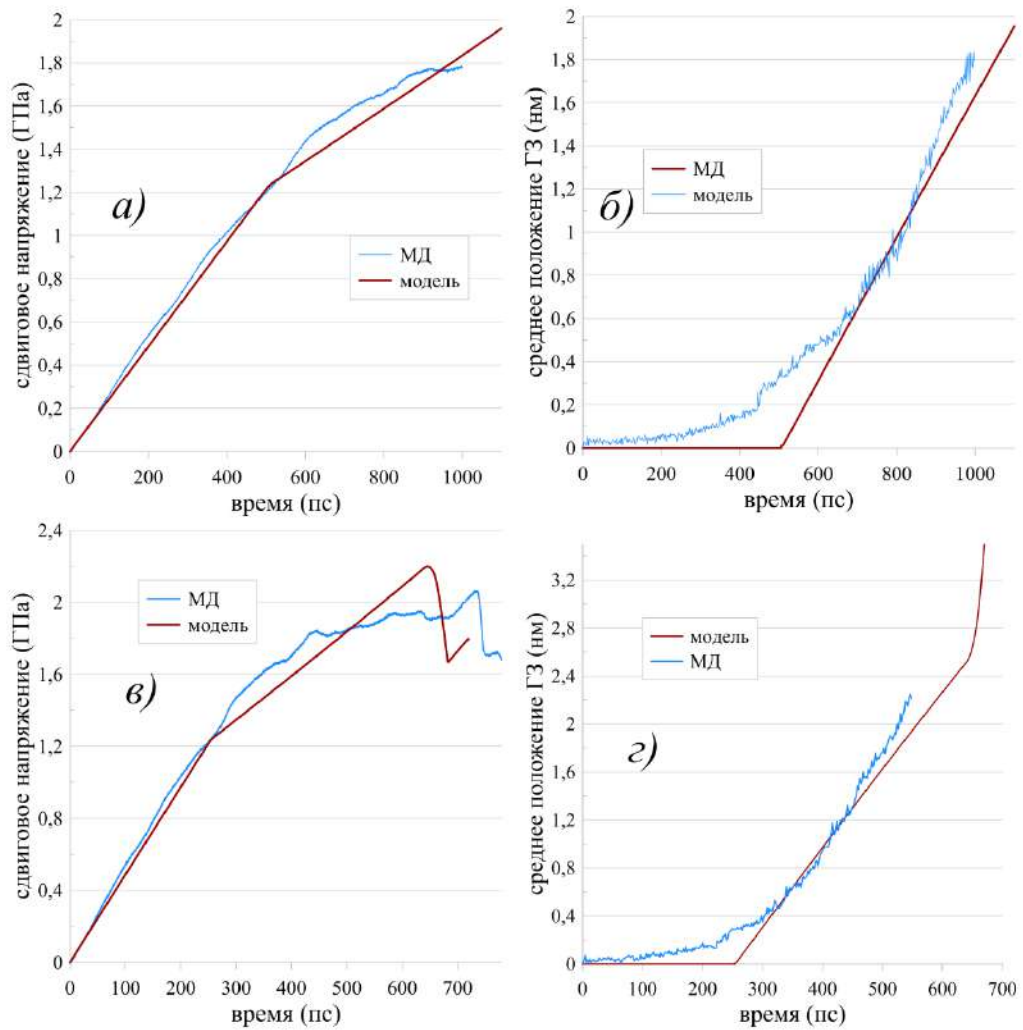 сдвиговое напряжение (ГПа)
2
1,8
1,6
1,4
1,2
1
0,8
0,6
0,4
0,2
0
а)
МД
модель
0 200 400 600 800 1000
время (пс)
среднее положение ГЗ (нм)
2
1,8
1,6
1,4
1,2
1
0,8
0,6
0,4
0,2
0
б)
МД
модель
0 200 400 600 800 1000
время (пс)
сдвиговое напряжение (ГПа)
2,4
2
1,6
1,2
0,8
0,4
0
в)
МД
модель
0 100 200 300 400 500 600 700
время (пс)
среднее положение ГЗ (нм)
3,2
2,8
2,4
2
1,6
1,2
0,8
0,4
0
г)
модель
МД
0 100 200 300 400 500 600 700
время (пс)